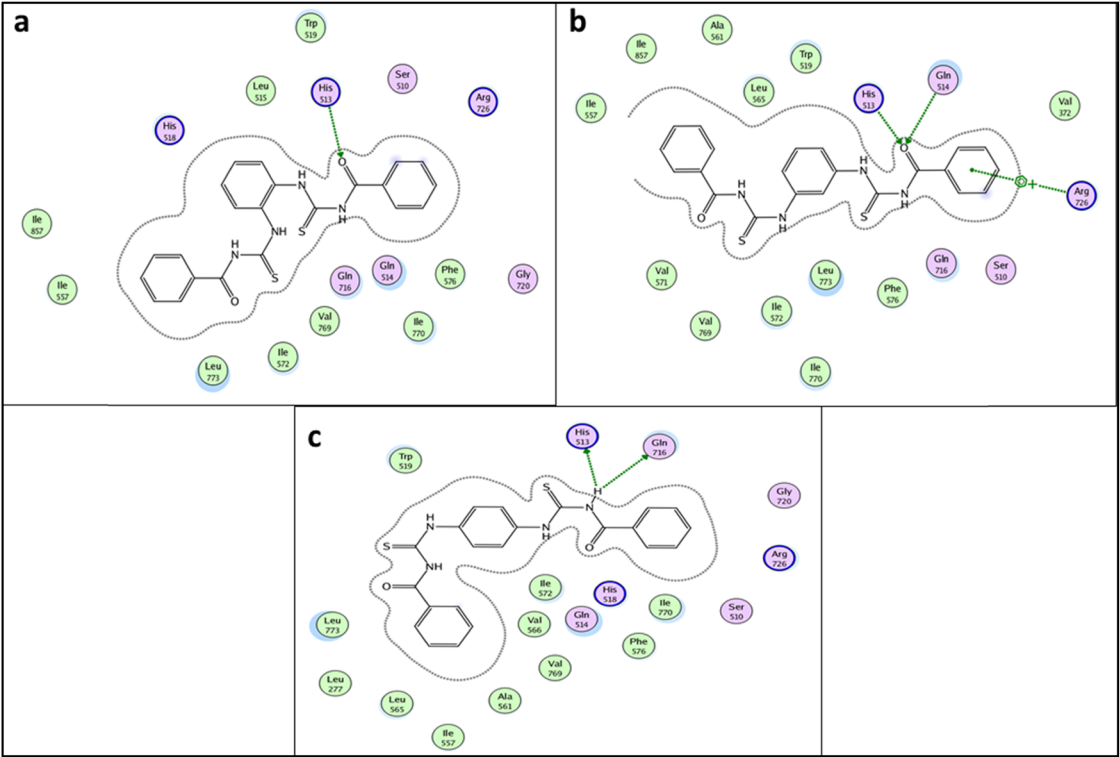 a
Trp
519
Leu
515
His
513
Ser
510
Arg
726
His
518
O
H
N
S
N
H
NH
H
N
S
O
Ile
857
Ile
557
Gln
716
Gln
514
Phe
576
Gly
720
Val
769
Ile
770
Ile
572
Leu
773
b
Ile
857
Ala
561
Trp
519
Gln
514
Ile
557
Leu
565
His
513
Val
372
O
H
N
S
N
H
NH
O
S
N
H
+
Arg
726
Val
571
Leu
773
Gln
716
Ser
510
Phe
576
Val
769
Ile
572
Ile
770
c
His
513
Gln
716
Trp
519
S
H
N
H
N
N
H
O
S
NH
O
Gly
720
Arg
726
Ile
572
His
518
Ile
770
Ser
510
Val
566
Gln
514
Leu
773
Phe
576
Val
769
Leu
277
Leu
565
Ala
561
Ile
557